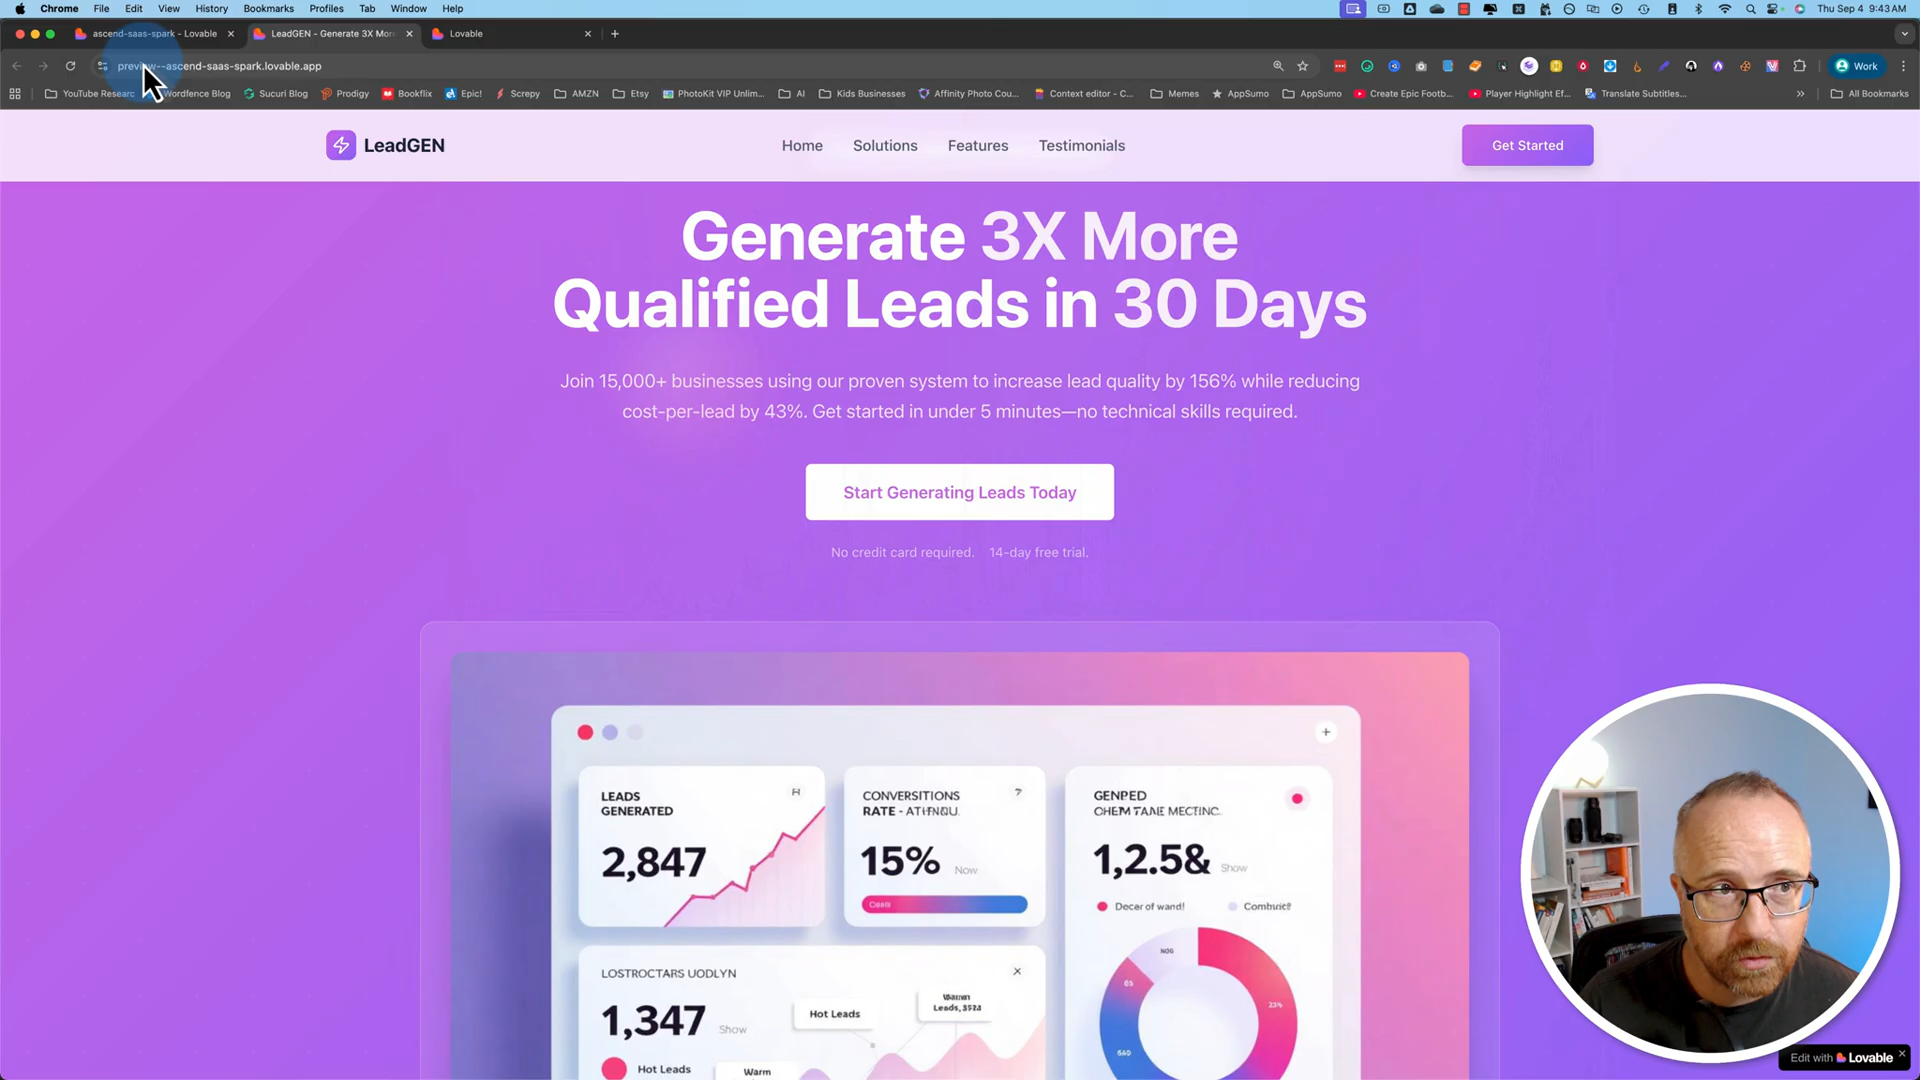 Chrome File Edit View History Bookmarks Profiles Tab Window Help
Thu Sep 4 9:43 AM
ascend-saas-spark - Lovable
LeadGEN - Generate 3X Mor
Lovable
preview--ascend-saas-spark.lovable.app
Work
YouTube Researc
Wordfence Blog
Sucuri Blog
Prodigy
Bookflix
Epic!
Screpy
AMZN
Etsy
PhotoKit VIP Unlim...
AI
Kids Businesses
Affinity Photo Cou...
Context editor - C...
Memes
AppSumo
AppSumo
Create Epic Footb...
Player Highlight Ef...
Translate Subtitles...
All Bookmarks
LeadGEN
Home
Solutions
Features
Testimonials
Get Started
Generate 3X More
Qualified Leads in 30 Days
Join 15,000+ businesses using our proven system to increase lead quality by 156% while reducing
cost-per-lead by 43%. Get started in under 5 minutes—no technical skills required.
Start Generating Leads Today
No credit card required. 14-day free trial.
LEADS
GENERATED
2,847
CONVERSITIONS
RATE -
15%
Now
GENPED
1,2.5&
Show
Decer of wand!
LOSTROCTARS UODLYN
1,347
Show
Hot Leads
Hot Leads
Warm
23%
Edit with Lovable